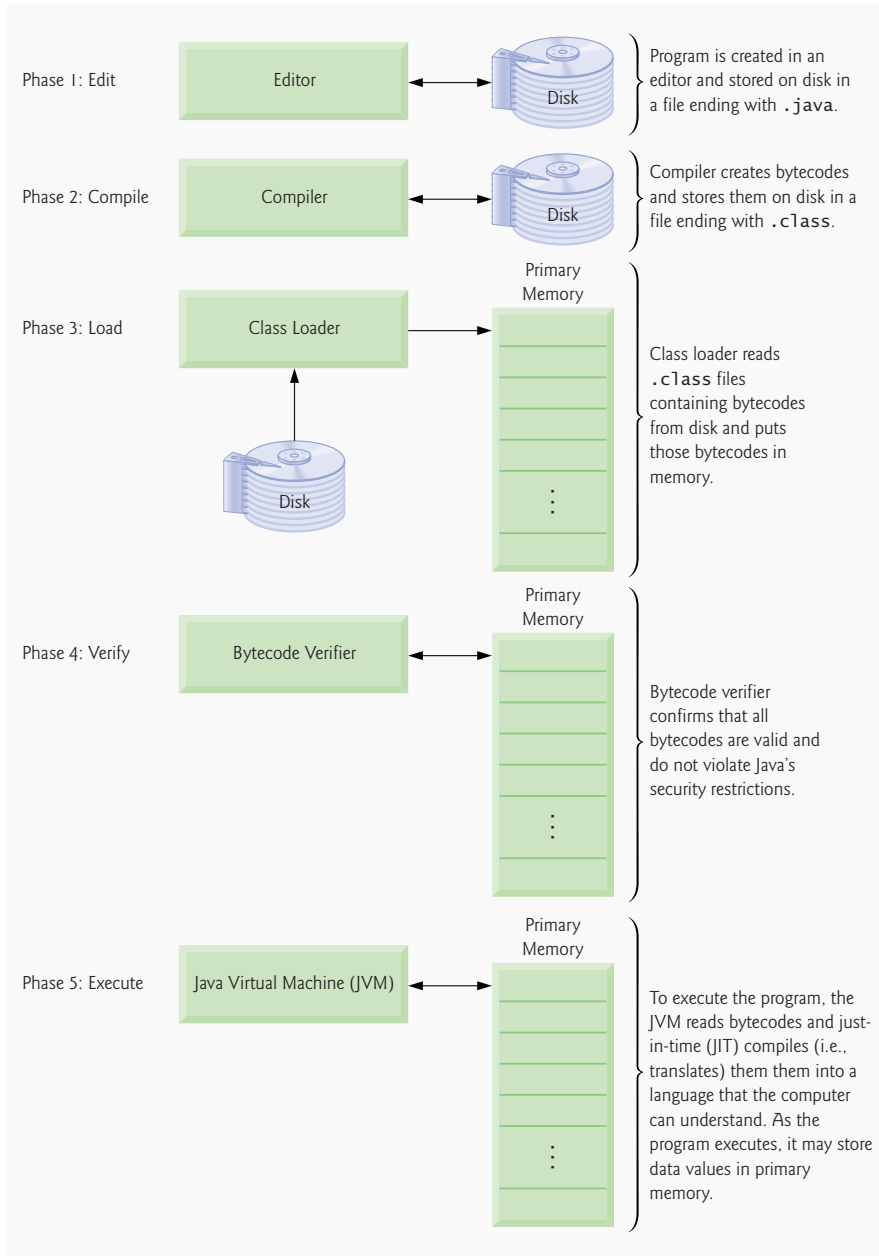 Phase 1: Edit
Editor
Disk
Program is created in an
editor and stored on disk in
a file ending with .java.
Phase 2: Compile
Compiler
Disk
Compiler creates bytecodes
and stores them on disk in a
file ending with .class.
Phase 3: Load
Class Loader
Disk
Primary
Memory
Class loader reads
.class files
containing bytecodes
from disk and puts
those bytecodes in
memory.
Phase 4: Verify
Bytecode Verifier
Primary
Memory
Bytecode verifier
confirms that all
bytecodes are valid and
do not violate Java’s
security restrictions.
Phase 5: Execute
Java Virtual Machine (JVM)
Primary
Memory
To execute the program, the
JVM reads bytecodes and just-
in-time (JIT) compiles (i.e.,
translates) them them into a
language that the computer
can understand. As the
program executes, it may store
data values in primary
memory.